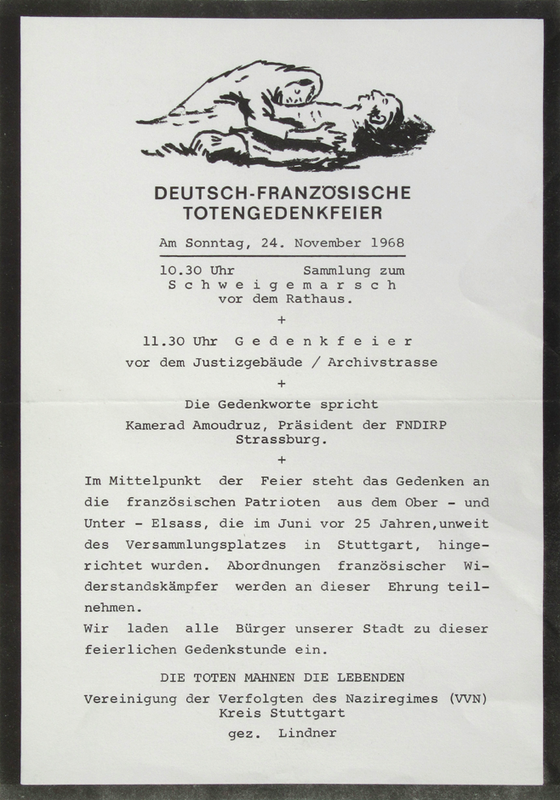 DEUTSCH-FRANZÖSISCHE
TOTENGEDENKFEIER
Am Sonntag, 24. November 1968
10.30 Uhr Sammlung zum
S c h w e i g e m a r s c h
vor dem Rathaus.
+
11.30 Uhr G e d e n k f e i e r
vor dem Justizgebäude / Archivstrasse
+
Die Gedenkworte spricht
Kamerad Amoudruz, Präsident der FNDIRP
Strassburg.
+
Im Mittelpunkt der Feier steht das Gedenken an
die französischen Patrioten aus dem Ober - und
Unter - Elsass, die im Juni vor 25 Jahren,unweit
des Versammlungsplatzes in Stuttgart, hinge-
richtet wurden. Abordnungen französischer Wi-
derstandskämpfer werden an dieser Ehrung teil-
nehmen.
Wir laden alle Bürger unserer Stadt zu dieser
feierlichen Gedenkstunde ein.
DIE TOTEN MAHNEN DIE LEBENDEN
Vereinigung der Verfolgten des Naziregimes (VVN)
Kreis Stuttgart
gez. Lindner